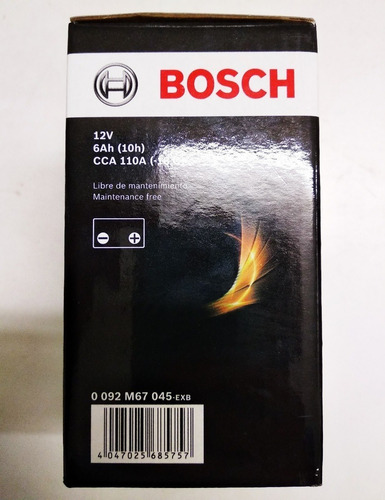 BOSCH
12V
6Ah (10h)
CCA 110A
Libre de mantenimiento
Maintenance free
- +
0 092 M67 045-EXB
4 047025 685757